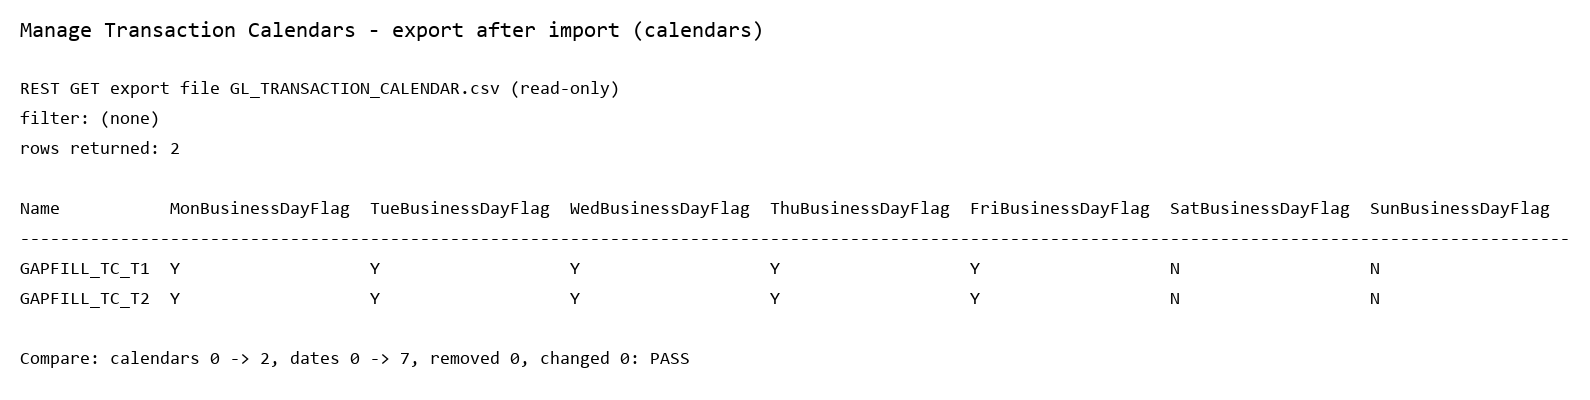 Manage Transaction Calendars - export after import (calendars)
REST GET export file GL_TRANSACTION_CALENDAR.csv (read-only)
filter: (none)
rows returned: 2
Name MonBusinessDayFlag TueBusinessDayFlag WedBusinessDayFlag ThuBusinessDayFlag FriBusinessDayFlag SatBusinessDayFlag SunBusinessDayFlag
-----------------------------------------------------------------------------------------------------------------------------------------------------------
GAPFILL_TC_T1 Y Y Y Y Y N N
GAPFILL_TC_T2 Y Y Y Y Y N N
Compare: calendars 0 -> 2, dates 0 -> 7, removed 0, changed 0: PASS